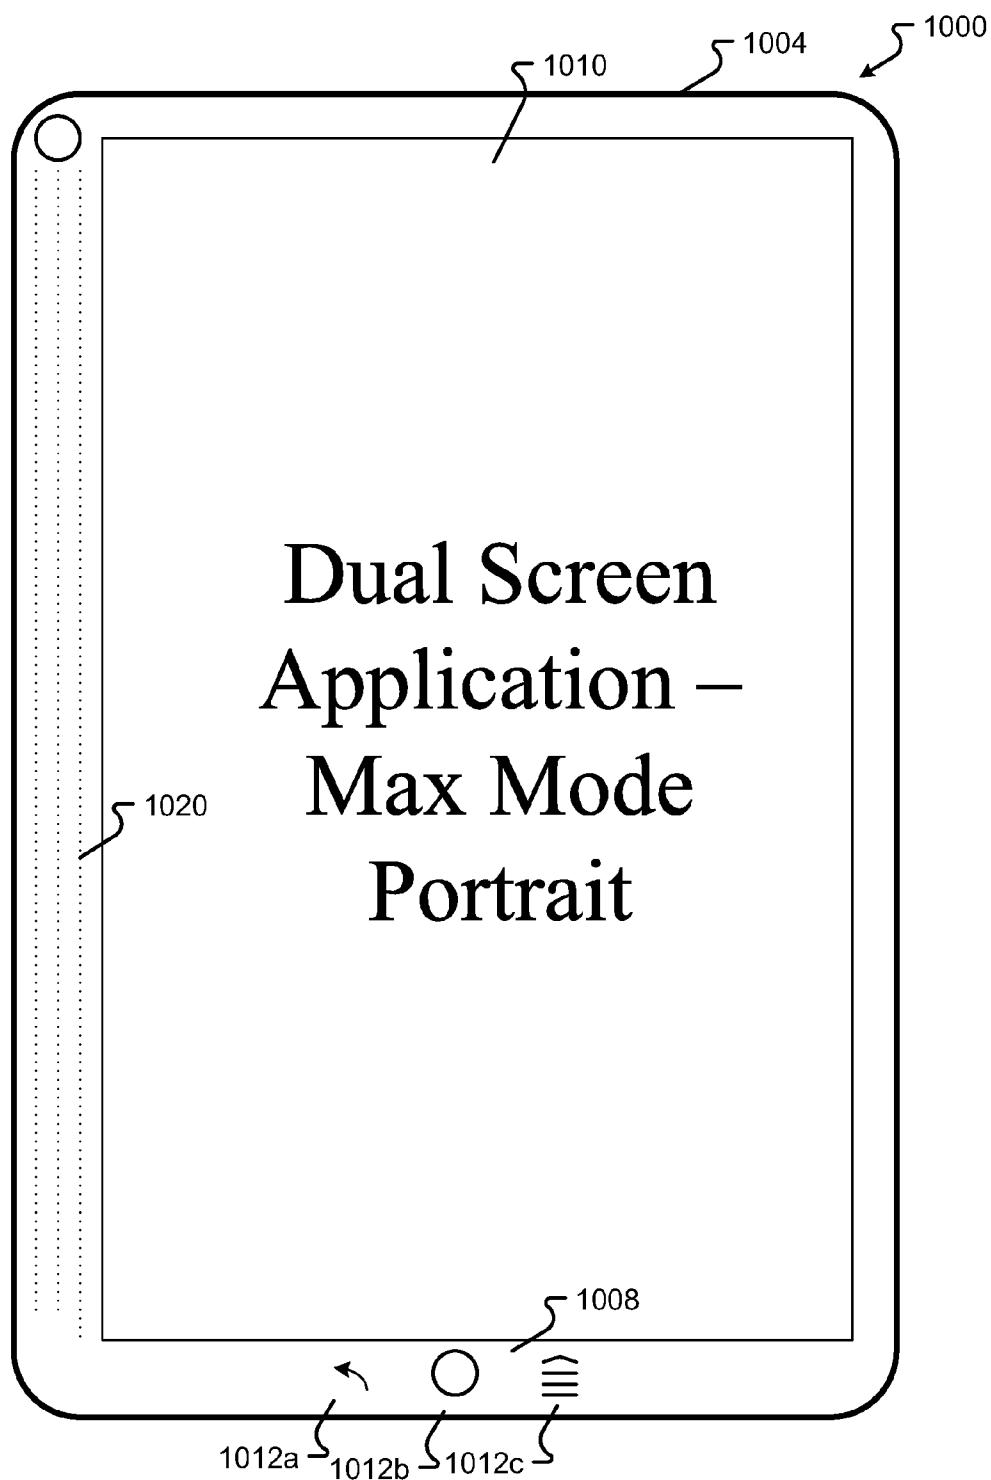 1000
1004
1010
Dual Screen
Application –
Max Mode
Portrait
1020
1008
1012a
1012b
1012c